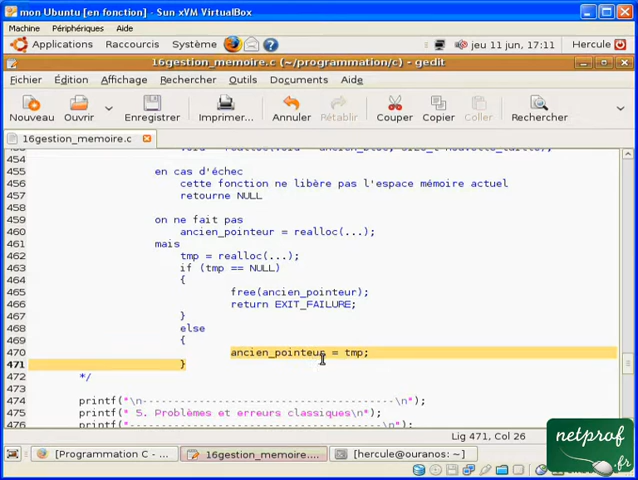 mon Ubuntu [en fonction] - Sun xVM VirtualBox
Machine Périphériques Aide
Applications Raccourcis Système jeu 11 jun, 17:11 Hercule
16gestion_memoire.c (~/programmation/c) - gedit
Fichier Édition Affichage Rechercher Outils Documents Aide
Nouveau Ouvrir Enregistrer Imprimer... Annuler Rétablir Couper Copier Coller Rechercher
16gestion_memoire.c
454
455 en cas d'échec
456 cette fonction ne libère pas l'espace mémoire actuel
457 retourne NULL
458
459 on ne fait pas
460 ancien_pointeur = realloc(...);
461 mais
462 tmp = realloc(...);
463 if (tmp == NULL)
464 {
465 free(ancien_pointeur);
466 return EXIT_FAILURE;
467 }
468 else
469 {
470 ancien_pointeur = tmp;
471 }
472 */
473
474 printf("\n---------------------------------------\n");
475 printf(" 5. Problèmes et erreurs classiques\n");
476
Lig 471, Col 26
[Programmation C - ... 16gestion_memoire.... [hercule@ouranos: ~]
netprof
.fr